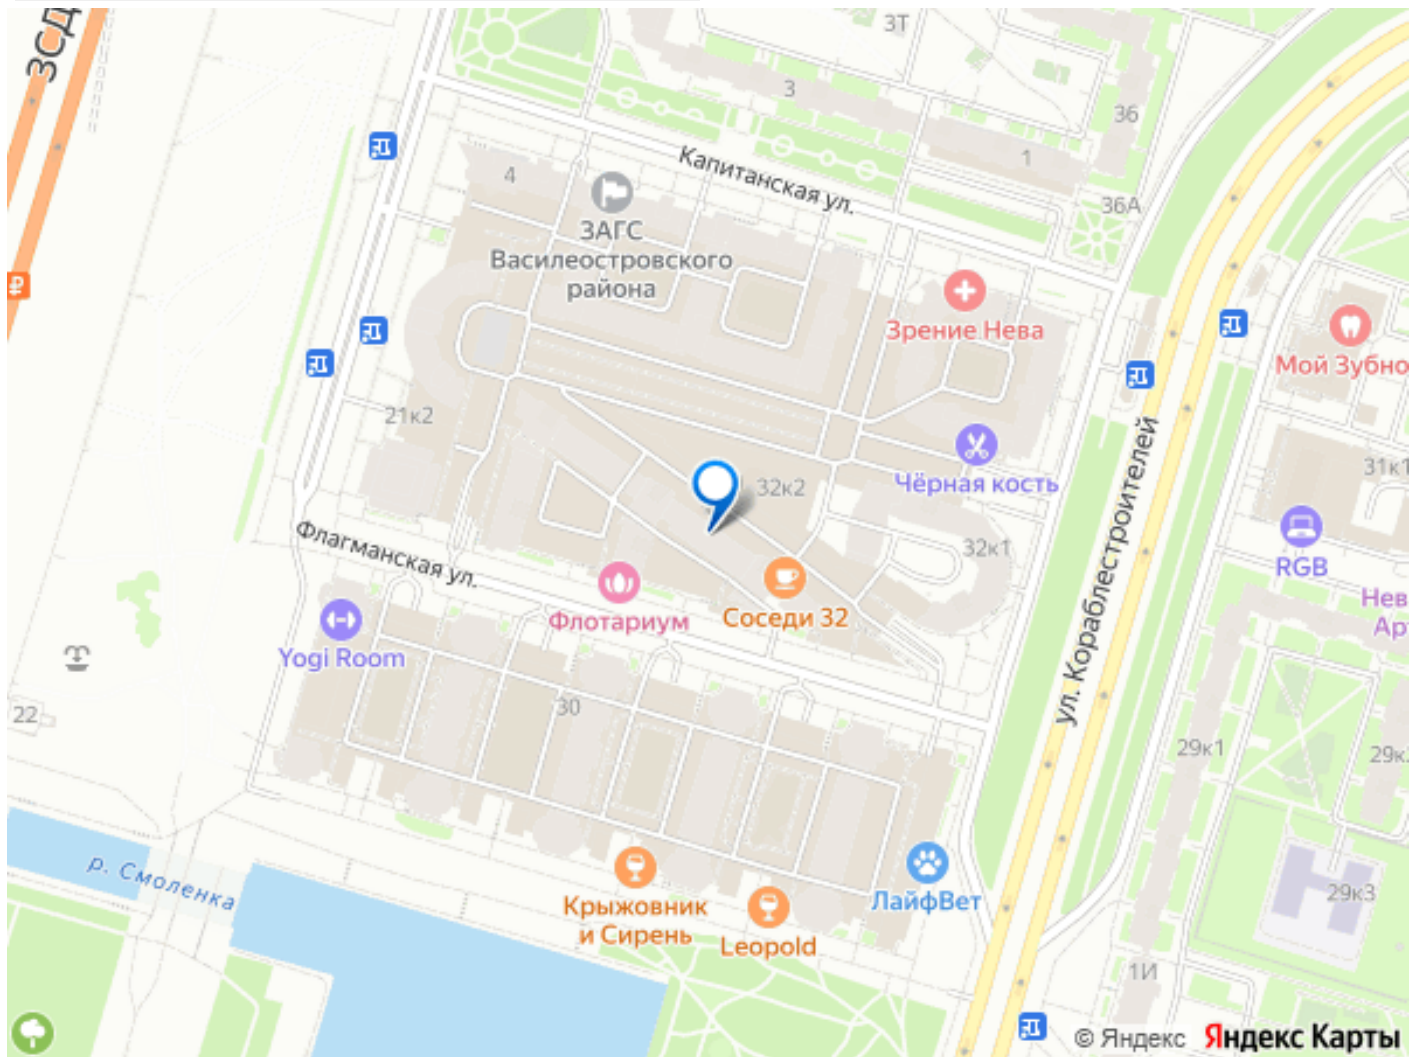 ЗСД
3Т
3
36
Капитанская ул.
1
4
36А
ЗАГС
Василеостровского
района
Зрение Нева
Мой Зубно
21к2
31к1
Чёрная кость
32к2
ул. Кораблестроителей
Флагманская ул.
32к1
RGB
Флотариум
Соседи 32
Нев
Арт
Yogi Room
30
22
29к1
29к
р. Смоленка
Крыжовник
и Сирень
Leopold
ЛайфВет
29к3
1И
© Яндекс Яндекс Карты